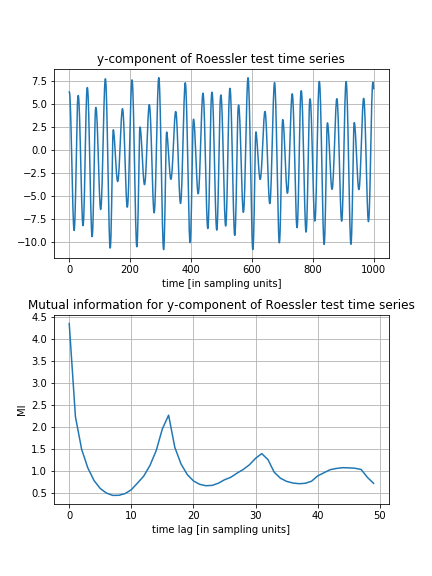 y-component of Roessler test time series
7.5
5.0
2.5
0.0
−2.5
−5.0
−7.5
−10.0
0 200 400 600 800 1000
time [in sampling units]
Mutual information for y-component of Roessler test time series
4.5
4.0
3.5
3.0
2.5
2.0
1.5
1.0
0.5
MI
0 10 20 30 40 50
time lag [in sampling units]